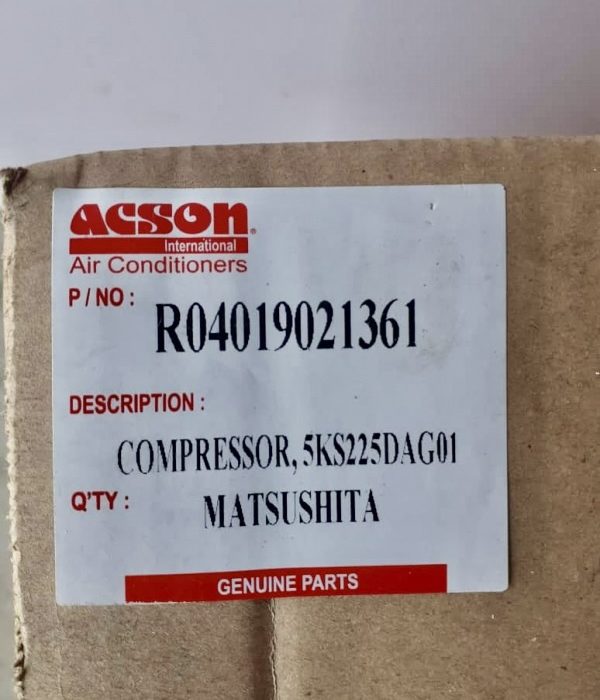 acson®
International
Air Conditioners
P / NO :
R04019021361
DESCRIPTION :
COMPRESSOR, 5KS225DAG01
Q'TY :
MATSUSHITA
GENUINE PARTS